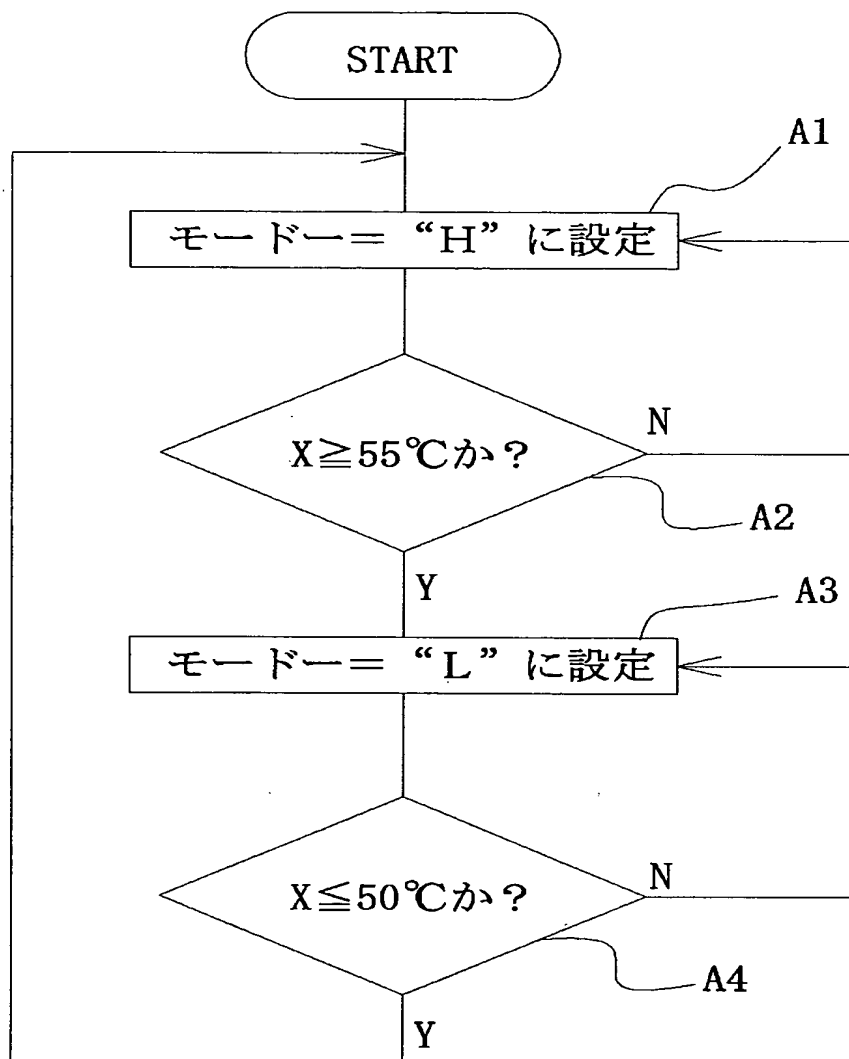 START
A1
モードー＝ “H” に設定
N
X≧55℃か？
A2
Y
A3
モードー＝ “L” に設定
N
X≦50℃か？
A4
Y